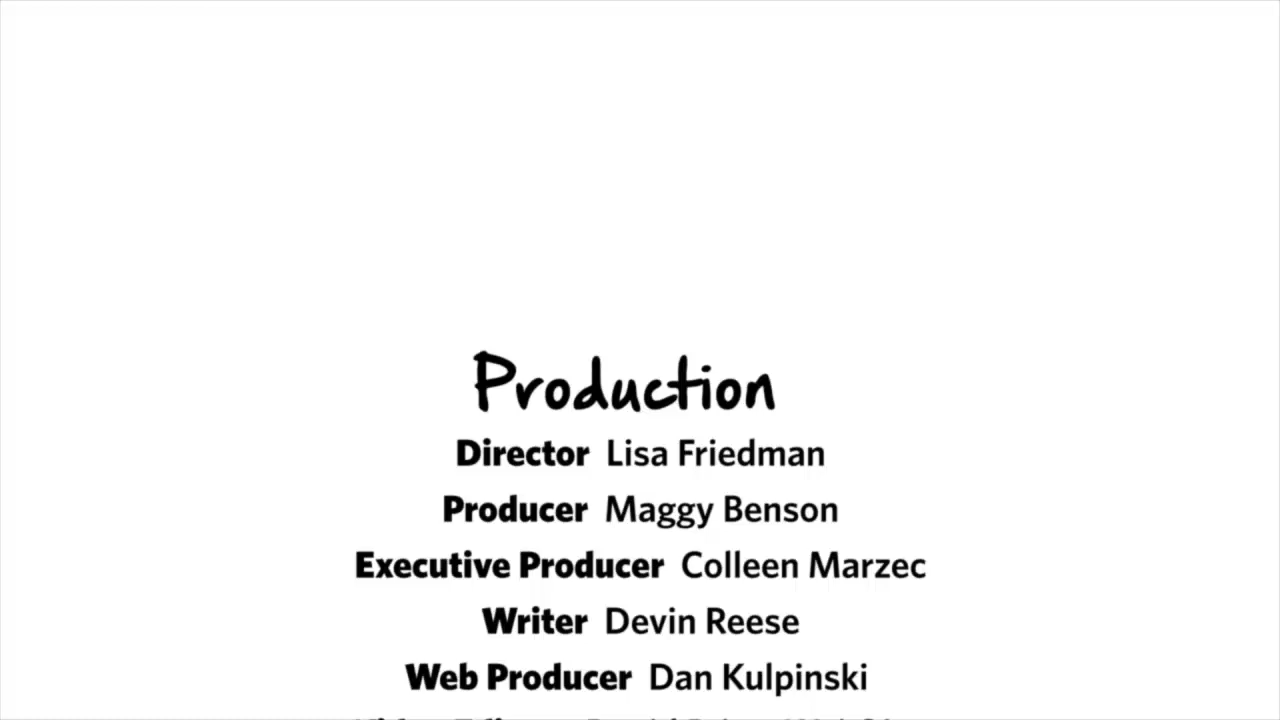 Production
Director Lisa Friedman
Producer Maggy Benson
Executive Producer Colleen Marzec
Writer Devin Reese
Web Producer Dan Kulpinski